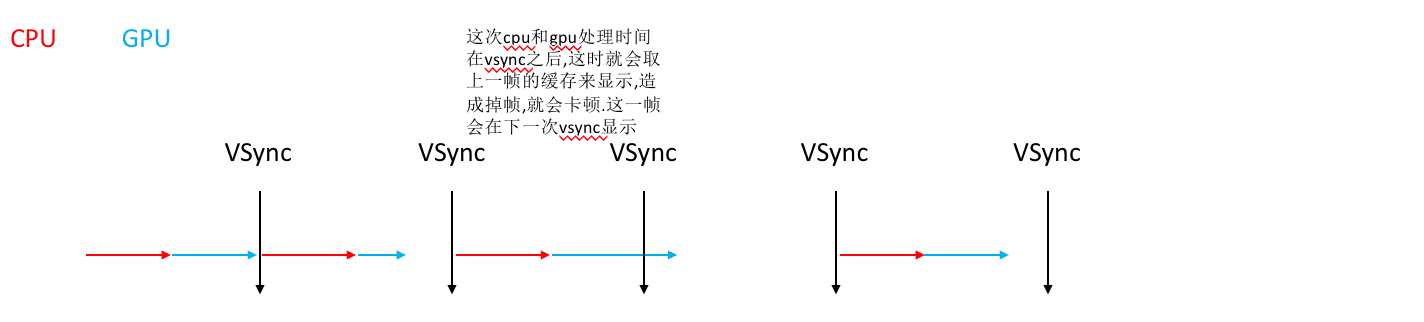 CPU GPU
这次cpu和gpu处理时间
在vsync之后,这时就会取
上一帧的缓存来显示,造
成掉帧,就会卡顿.这一帧
会在下一次vsync显示
VSync VSync VSync VSync VSync